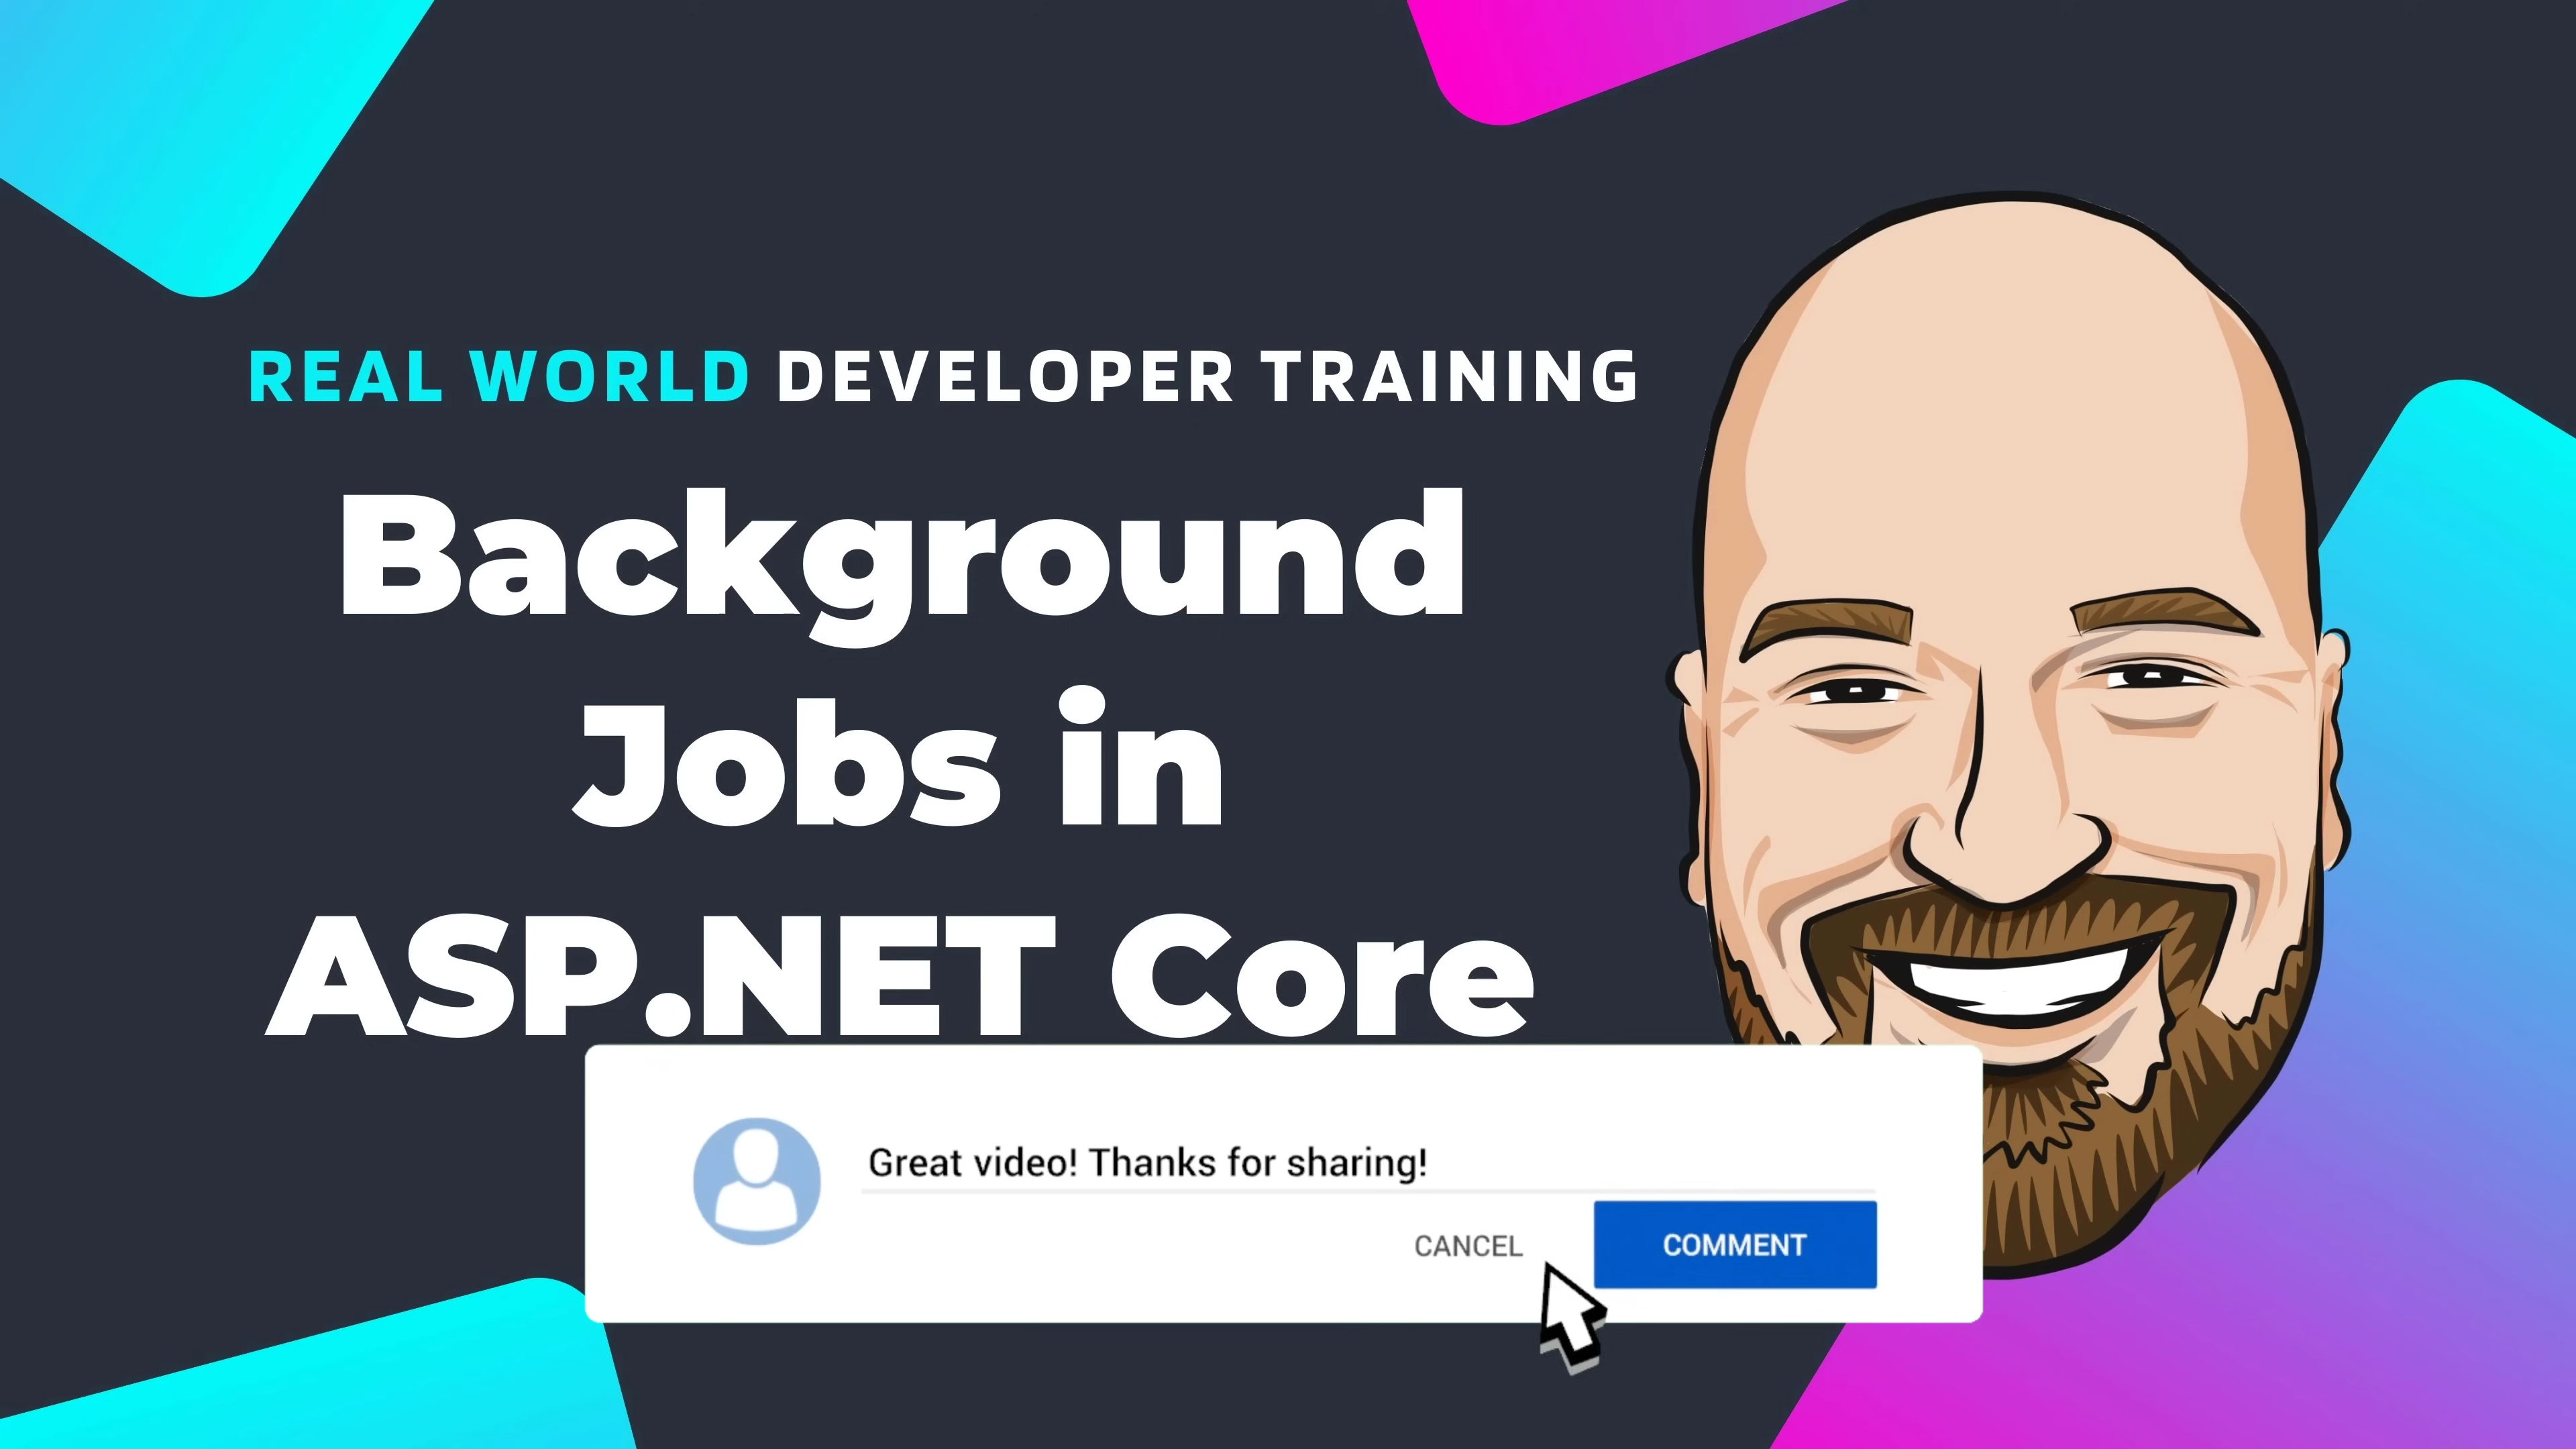 REAL WORLD DEVELOPER TRAINING
Background
Jobs in
ASP.NET Core
Great video! Thanks for sharing!
CANCEL COMMENT